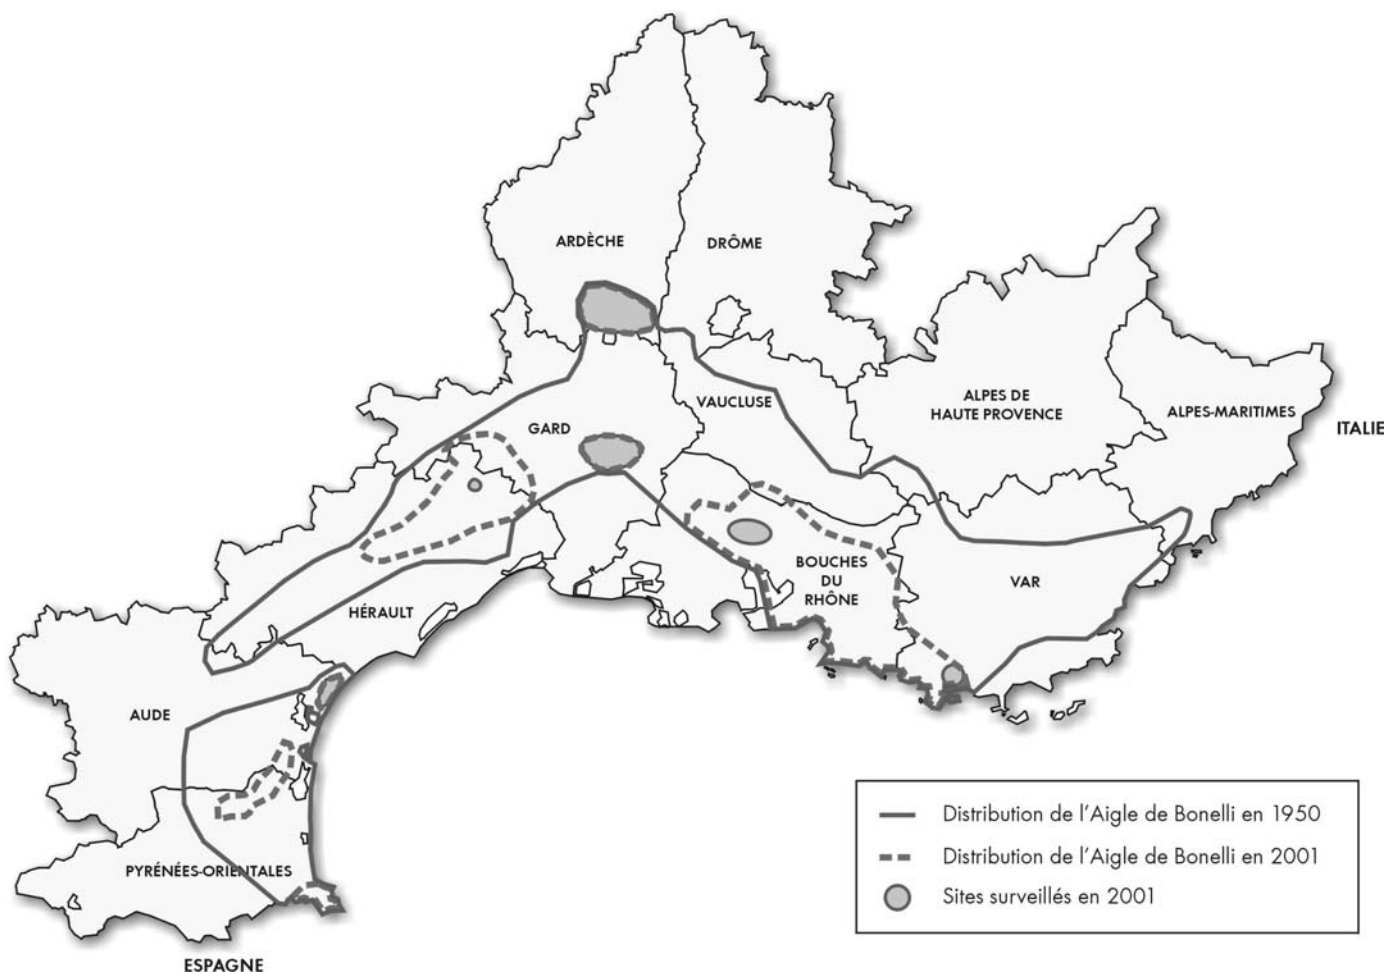 ARDÈCHE
DRÔME
VAUCLUSE
ALPES DE
HAUTE PROVENCE
ALPES-MARITIMES
ITALIE
GARD
BOUCHES
DU
RHÔNE
VAR
HÉRAULT
AUDE
PYRÉNÉES-ORIENTALES
ESPAGNE
Distribution de l'Aigle de Bonelli en 1950
Distribution de l'Aigle de Bonelli en 2001
Sites surveillés en 2001